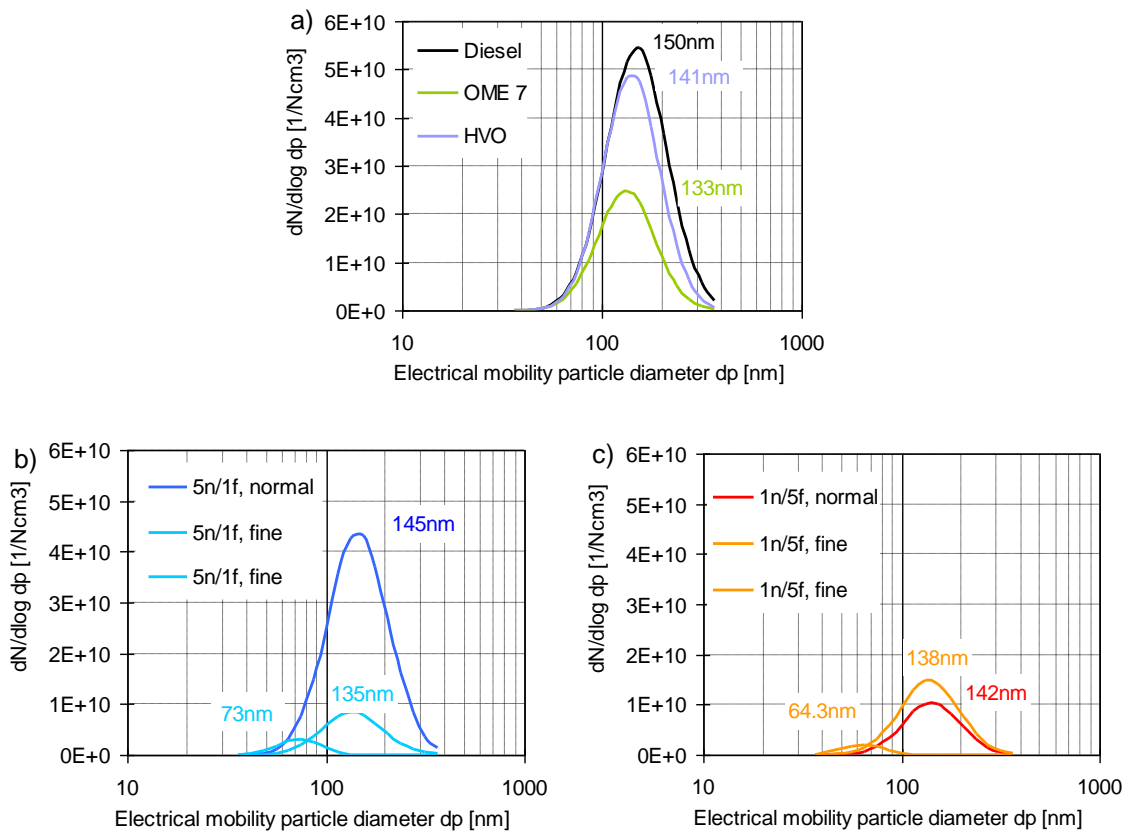 a)
6E+10
5E+10
4E+10
3E+10
2E+10
1E+10
0E+0
dN/dlog dp [1/Ncm3]
Diesel
OME 7
HVO
150nm
141nm
133nm
10
100
1000
Electrical mobility particle diameter dp [nm]
b)
6E+10
5E+10
4E+10
3E+10
2E+10
1E+10
0E+0
dN/dlog dp [1/Ncm3]
5n/1f, normal
5n/1f, fine
5n/1f, fine
145nm
135nm
73nm
10
100
1000
Electrical mobility particle diameter dp [nm]
c)
6E+10
5E+10
4E+10
3E+10
2E+10
1E+10
0E+0
dN/dlog dp [1/Ncm3]
1n/5f, normal
1n/5f, fine
1n/5f, fine
138nm
142nm
64.3nm
10
100
1000
Electrical mobility particle diameter dp [nm]